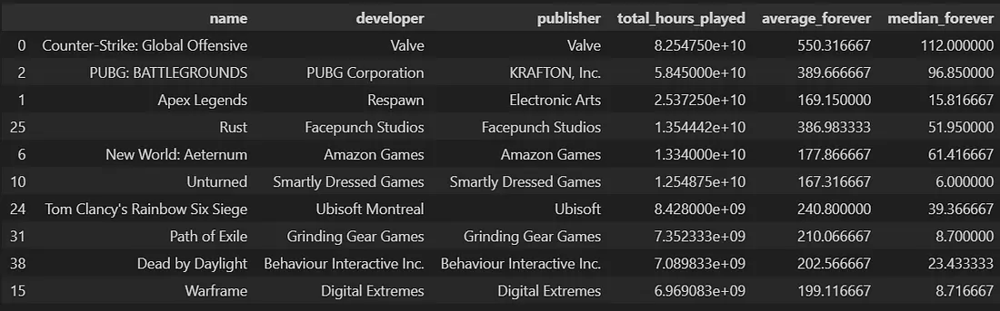 name developer publisher total_hours_played average_forever median_forever
0 Counter-Strike: Global Offensive Valve Valve 8.254750e+10 550.316667 112.000000
2 PUBG: BATTLEGROUNDS PUBG Corporation KRAFTON, Inc. 5.845000e+10 389.666667 96.850000
1 Apex Legends Respawn Electronic Arts 2.537250e+10 169.150000 15.816667
25 Rust Facepunch Studios Facepunch Studios 1.354442e+10 386.983333 51.950000
6 New World: Aeternum Amazon Games Amazon Games 1.334000e+10 177.866667 61.416667
10 Unturned Smartly Dressed Games Smartly Dressed Games 1.254875e+10 167.316667 6.000000
24 Tom Clancy's Rainbow Six Siege Ubisoft Montreal Ubisoft 8.428000e+09 240.800000 39.366667
31 Path of Exile Grinding Gear Games Grinding Gear Games 7.352333e+09 210.066667 8.700000
38 Dead by Daylight Behaviour Interactive Inc. Behaviour Interactive Inc. 7.089833e+09 202.566667 23.433333
15 Warframe Digital Extremes Digital Extremes 6.969083e+09 199.116667 8.716667